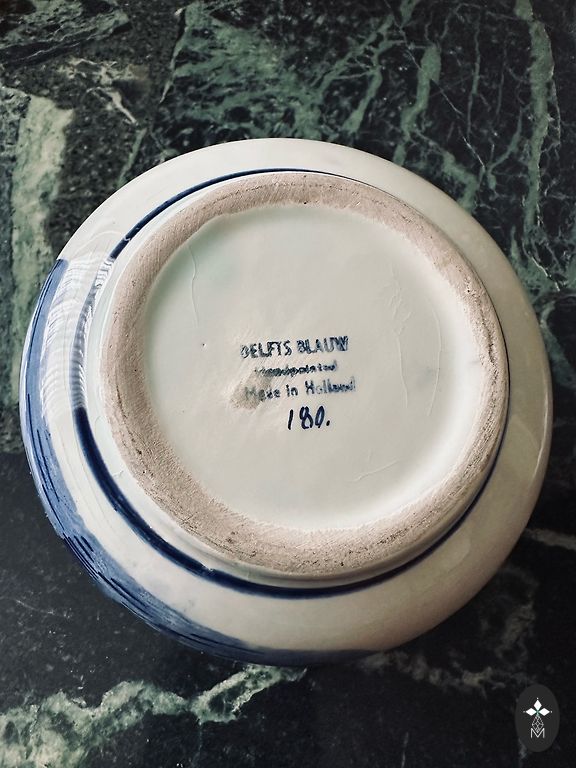 DELFTS BLAUW
Handpainted
Made in Holland
180.
M